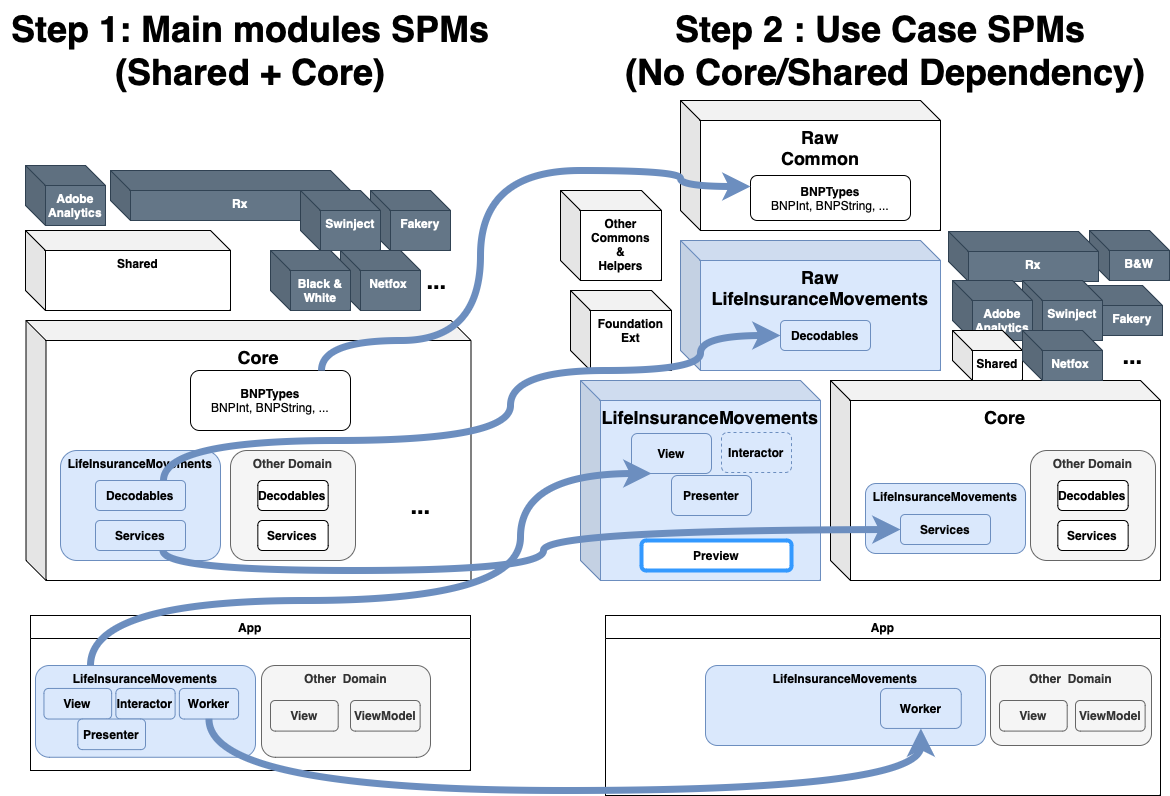 Step 1: Main modules SPMs
(Shared + Core)
Adobe
Analytics
Rx
Swinject
Fakery
Shared
Black &
White
Netfox
...
Core
BNPTypes
BNPInt, BNPString, ...
LifeInsuranceMovements
Decodables
Services
Other Domain
Decodables
Services
...
App
LifeInsuranceMovements
View
Interactor
Worker
Presenter
Other Domain
View
ViewModel
Step 2 : Use Case SPMs
(No Core/Shared Dependency)
Raw
Common
BNPTypes
BNPInt, BNPString, ...
Other
Commons
&
Helpers
Raw
LifeInsuranceMovements
Decodables
Foundation
Ext
Rx
B&W
Adobe
Analytics
Swinject
Fakery
Shared
Netfox
...
LifeInsuranceMovements
View
Interactor
Presenter
Preview
Core
LifeInsuranceMovements
Services
Other Domain
Decodables
Services
App
LifeInsuranceMovements
Worker
Other Domain
View
ViewModel